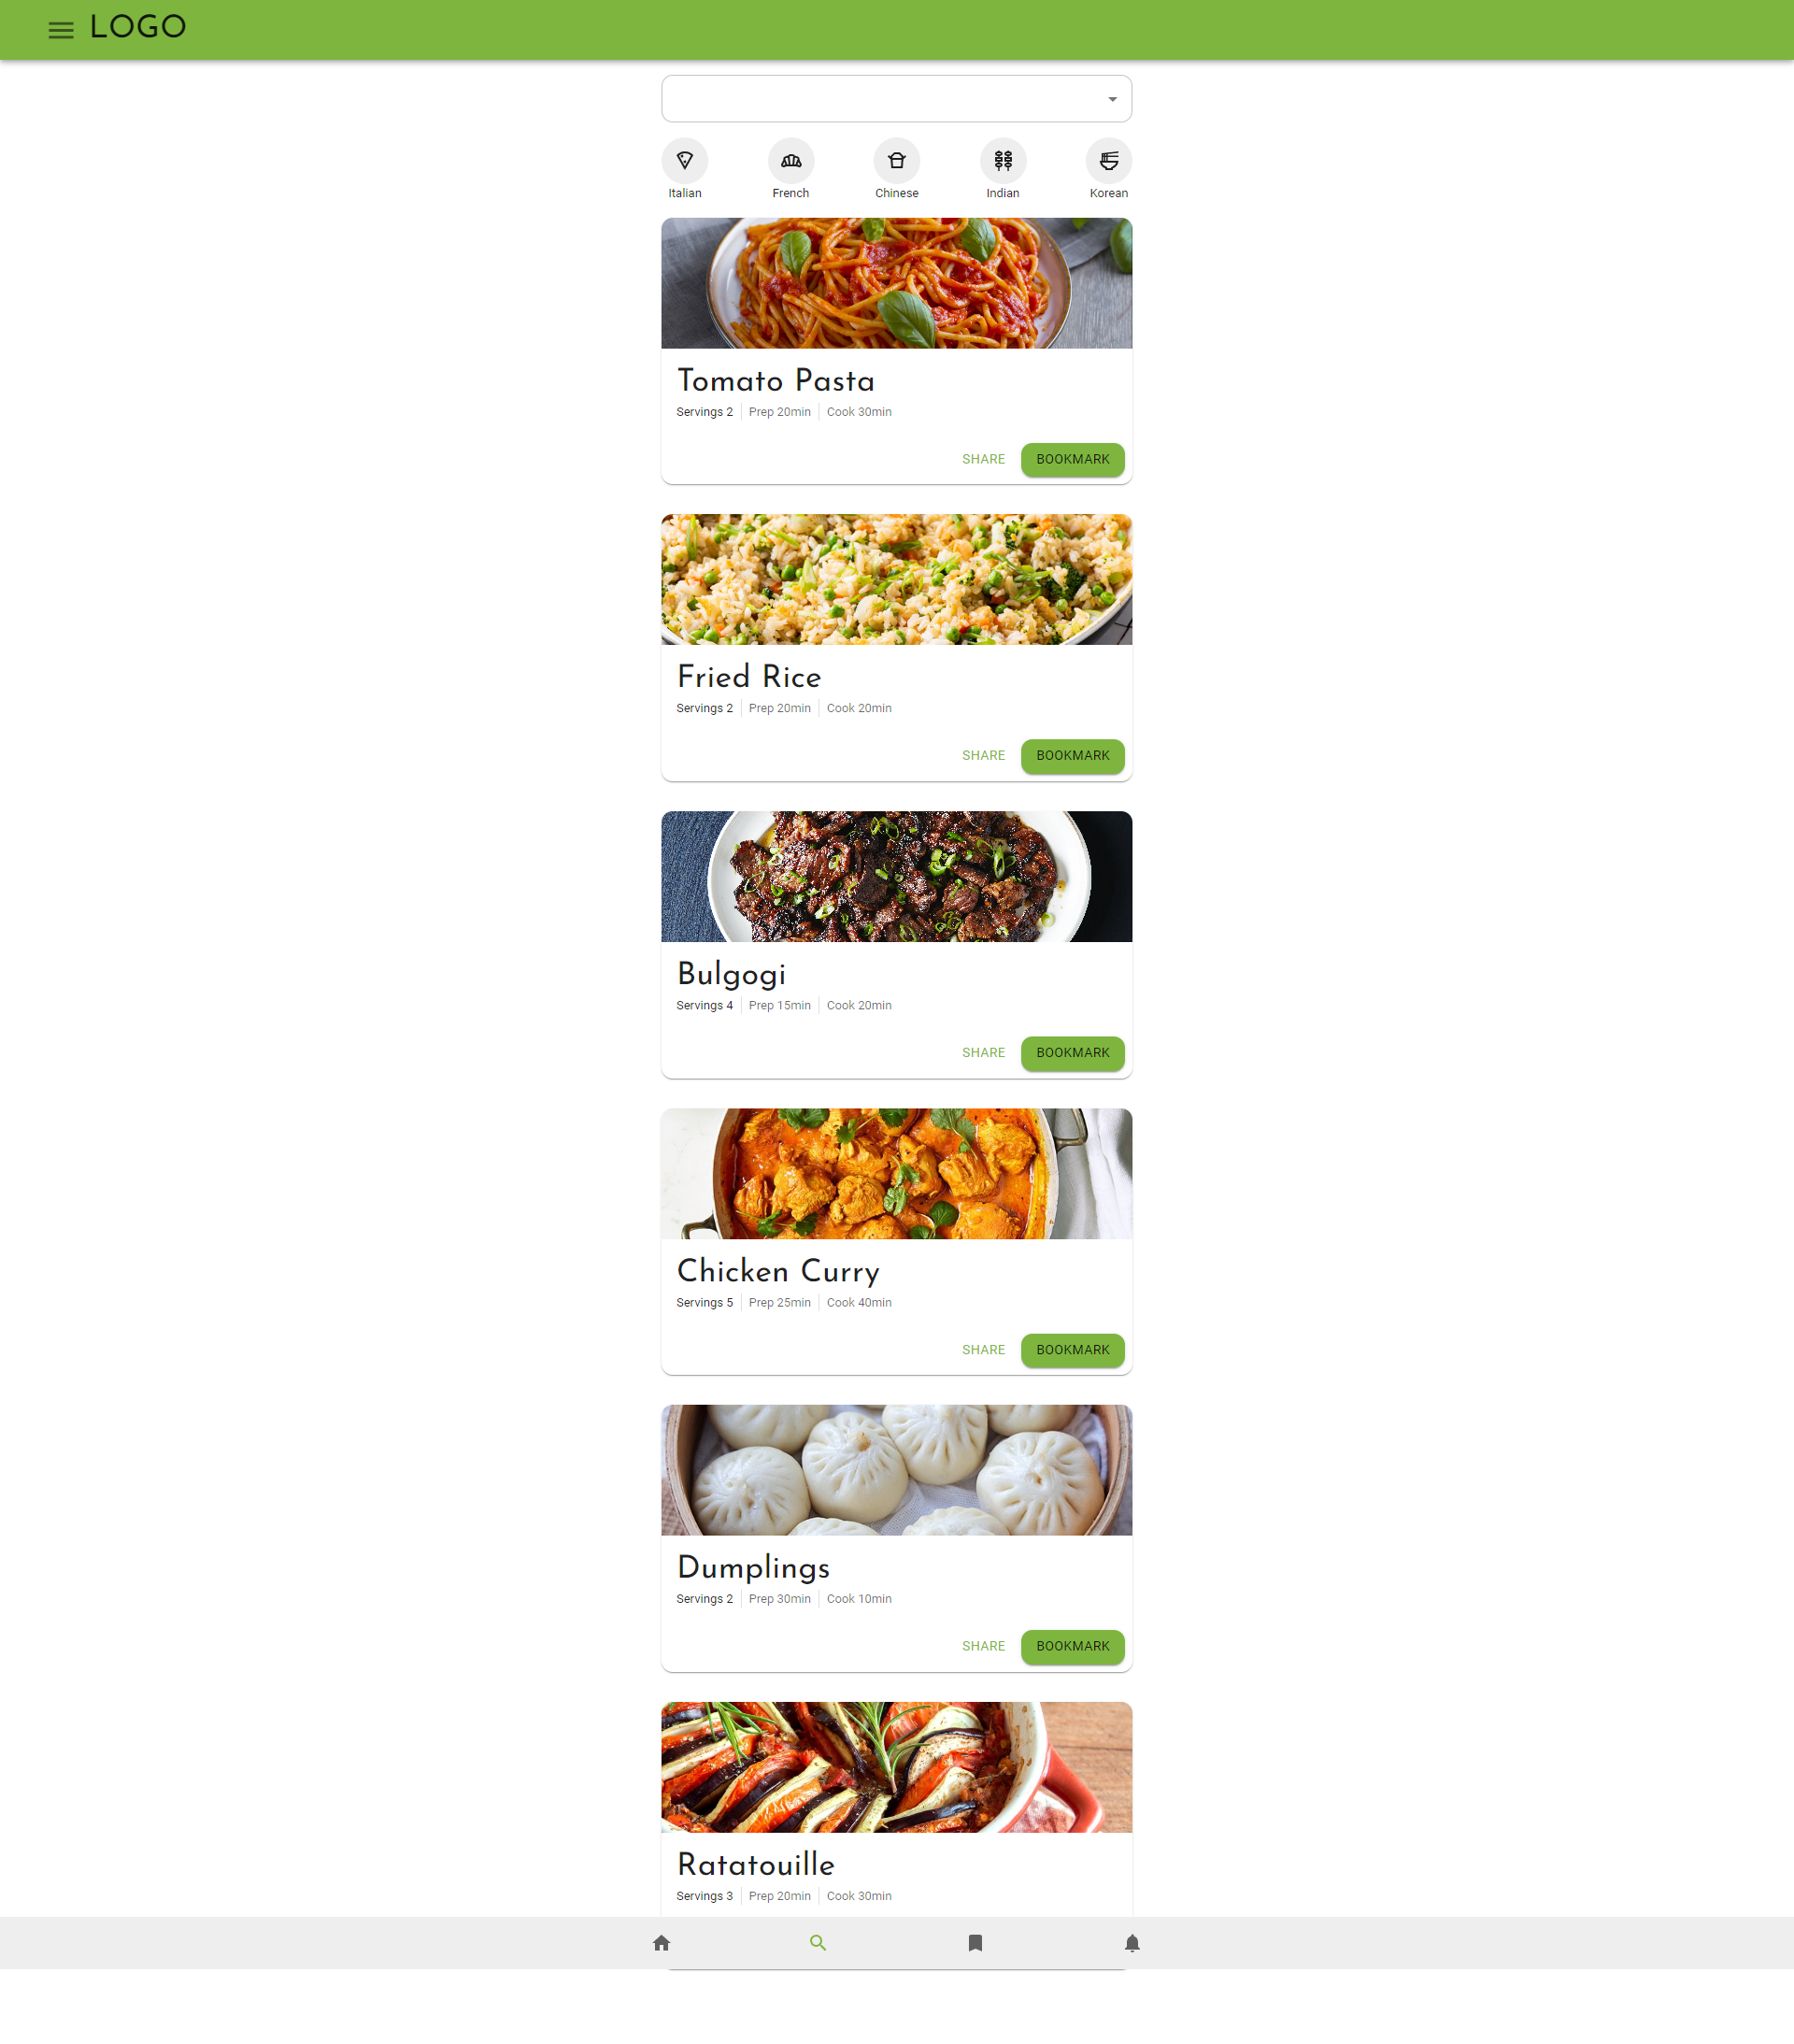 LOGO
Italian French Chinese Indian Korean
Tomato Pasta
Servings 2 Prep 20min Cook 30min
SHARE BOOKMARK
Fried Rice
Servings 2 Prep 20min Cook 20min
SHARE BOOKMARK
Bulgogi
Servings 4 Prep 15min Cook 20min
SHARE BOOKMARK
Chicken Curry
Servings 5 Prep 25min Cook 40min
SHARE BOOKMARK
Dumplings
Servings 2 Prep 30min Cook 10min
SHARE BOOKMARK
Ratatouille
Servings 3 Prep 20min Cook 30min